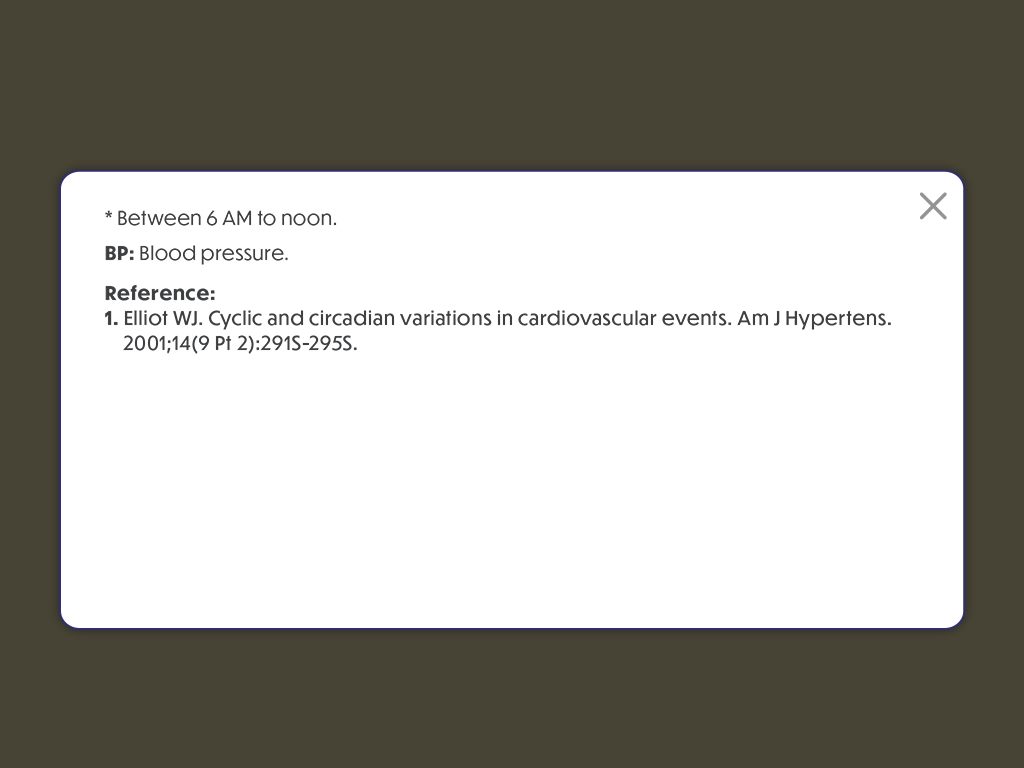 * Between 6 AM to noon.
BP: Blood pressure.
Reference:
1. Elliot WJ. Cyclic and circadian variations in cardiovascular events. Am J Hypertens.
2001;14(9 Pt 2):291S-295S.